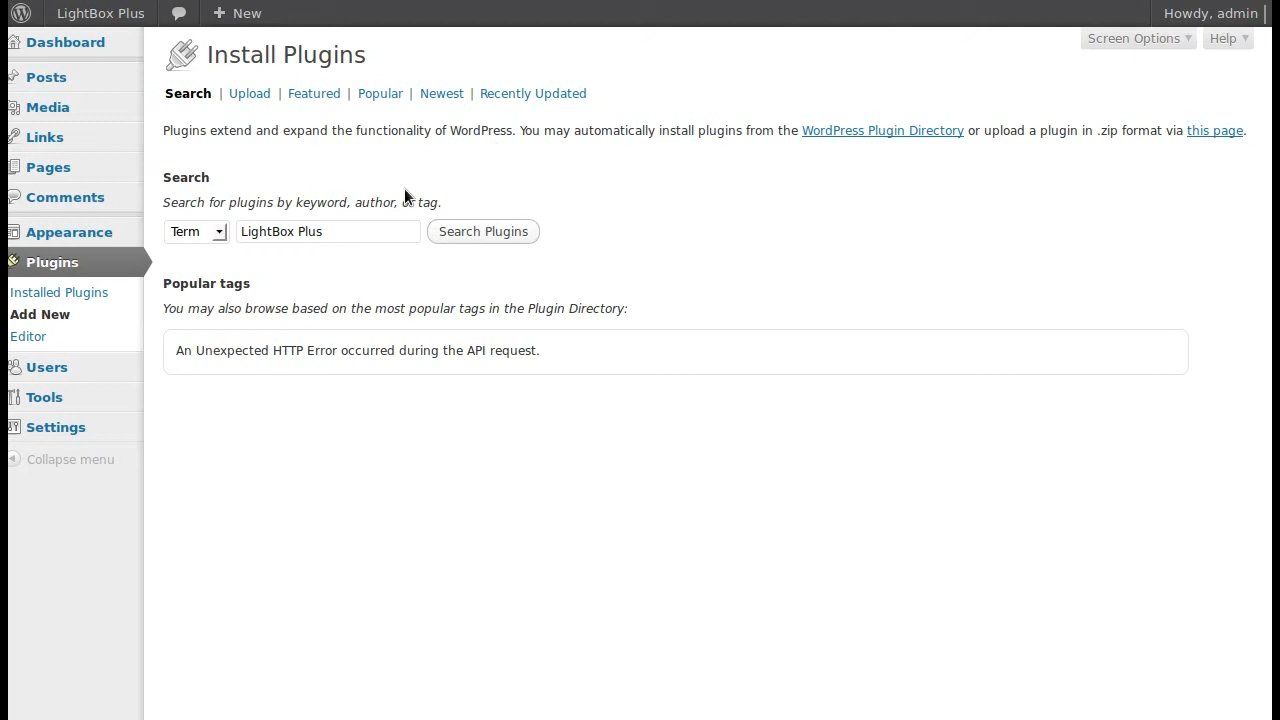 LightBox Plus New Howdy, admin
Screen Options Help
Dashboard
Posts
Media
Links
Pages
Comments
Appearance
Plugins
Installed Plugins
Add New
Editor
Users
Tools
Settings
Collapse menu
Install Plugins
Search | Upload | Featured | Popular | Newest | Recently Updated
Plugins extend and expand the functionality of WordPress. You may automatically install plugins from the WordPress Plugin Directory or upload a plugin in .zip format via this page.
Search
Search for plugins by keyword, author, or tag.
Term LightBox Plus Search Plugins
Popular tags
You may also browse based on the most popular tags in the Plugin Directory:
An Unexpected HTTP Error occurred during the API request.